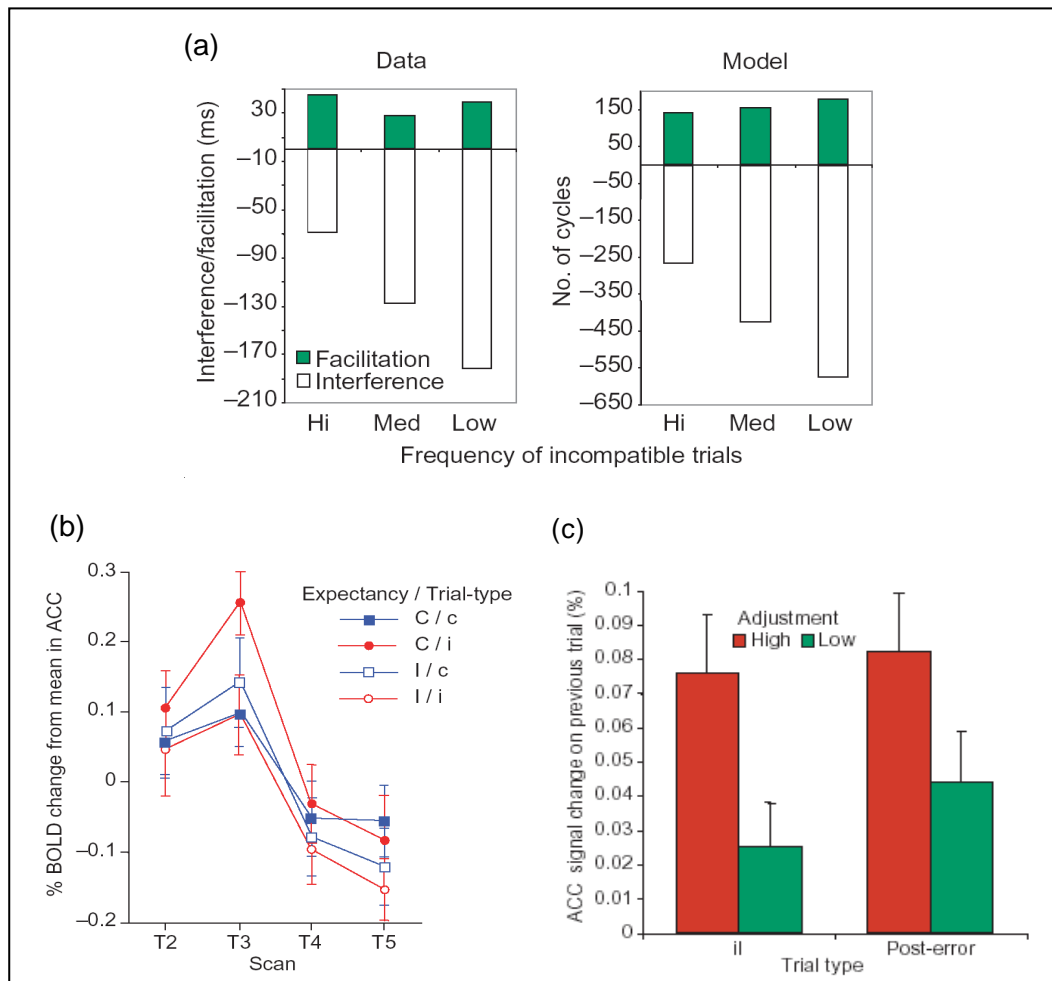 (a)
Data
Model
Interference/facilitation (ms)
30
–10
–50
–90
–130
–170
–210
Facilitation
Interference
Hi Med Low
No. of cycles
150
50
–50
–150
–250
–350
–450
–550
–650
Hi Med Low
Frequency of incompatible trials
(b)
% BOLD change from mean in ACC
0.3
0.2
0.1
0
–0.1
–0.2
T2 T3 T4 T5
Scan
Expectancy / Trial-type
C / c
C / i
I / c
I / i
(c)
ACC signal change on previous trial (%)
0.1
0.09
0.08
0.07
0.06
0.05
0.04
0.03
0.02
0.01
0
Adjustment
High Low
iI Post-error
Trial type